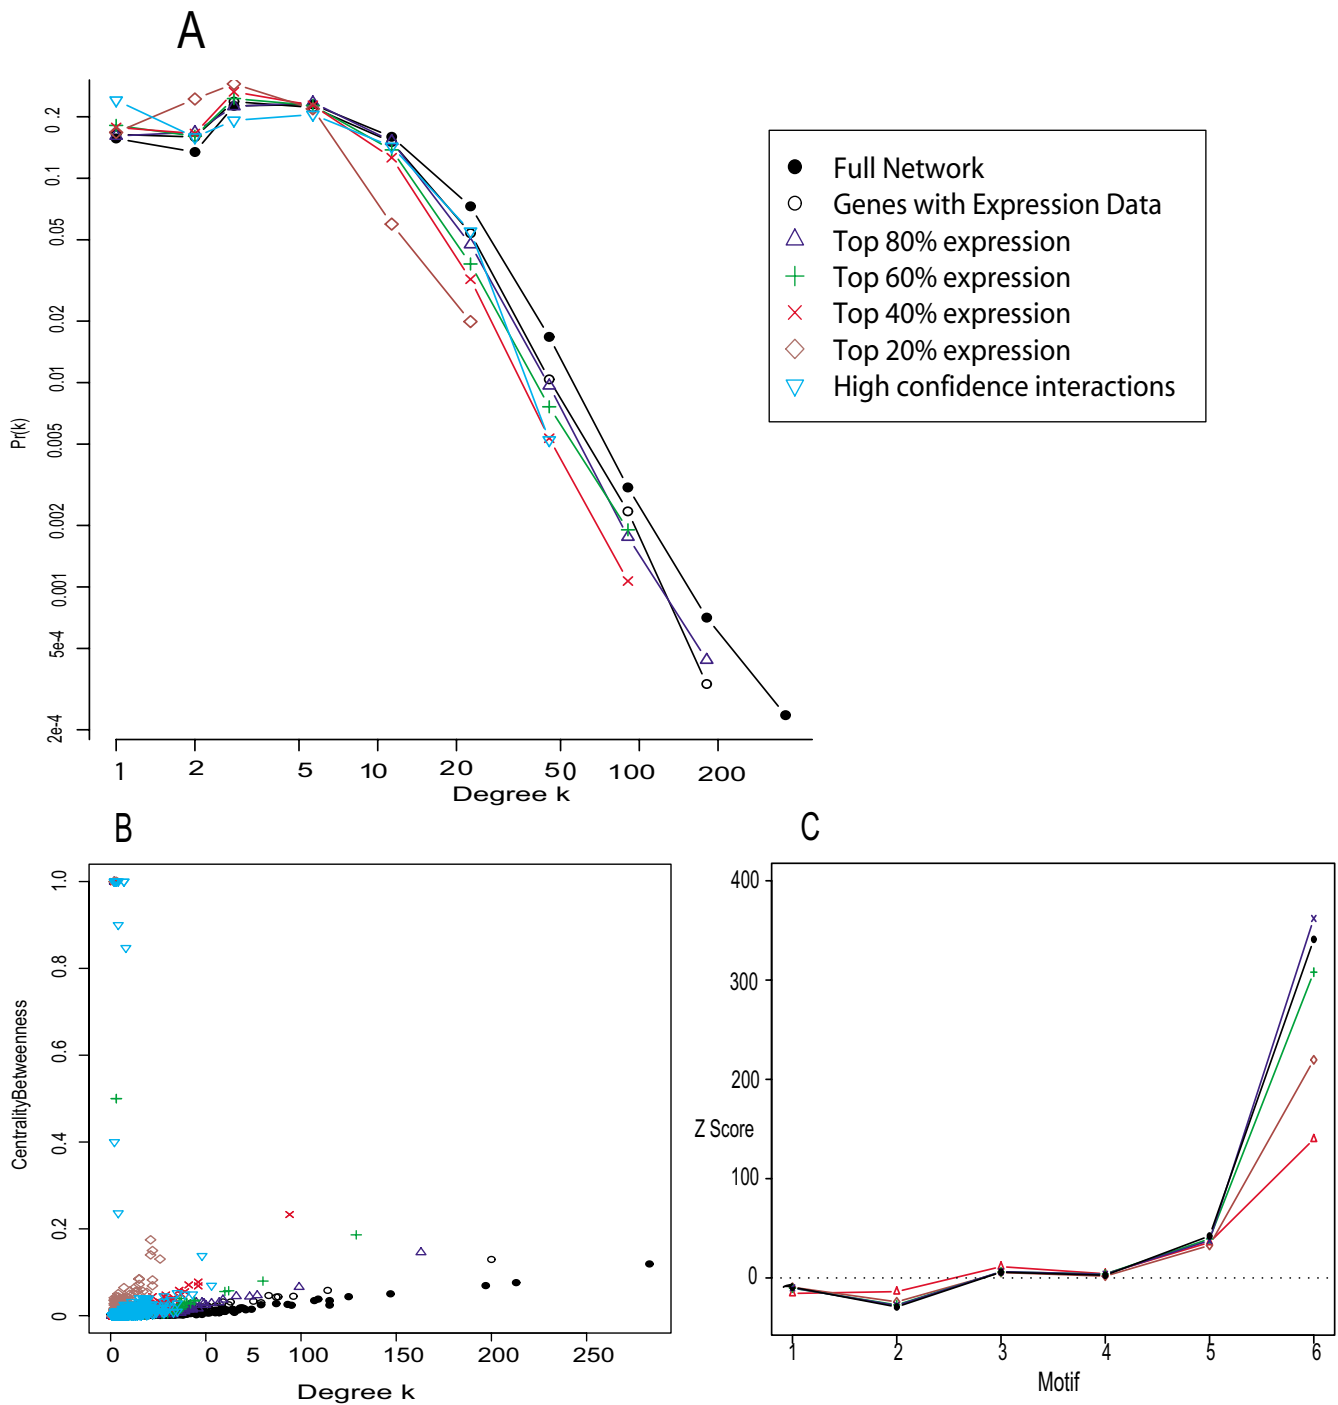 A
0.2
0.1
0.05
0.02
0.01
0.005
0.002
0.001
5e-4
2e-4
Pr(k)
1 2 5 10 20 50 100 200
Degree k
Full Network
Genes with Expression Data
Top 80% expression
Top 60% expression
Top 40% expression
Top 20% expression
High confidence interactions
B
1.0
0.8
0.6
0.4
0.2
0
CentralityBetweenness
0 0 5 100 150 200 250
Degree k
C
400
300
200
100
0
Z Score
1 2 3 4 5 6
Motif